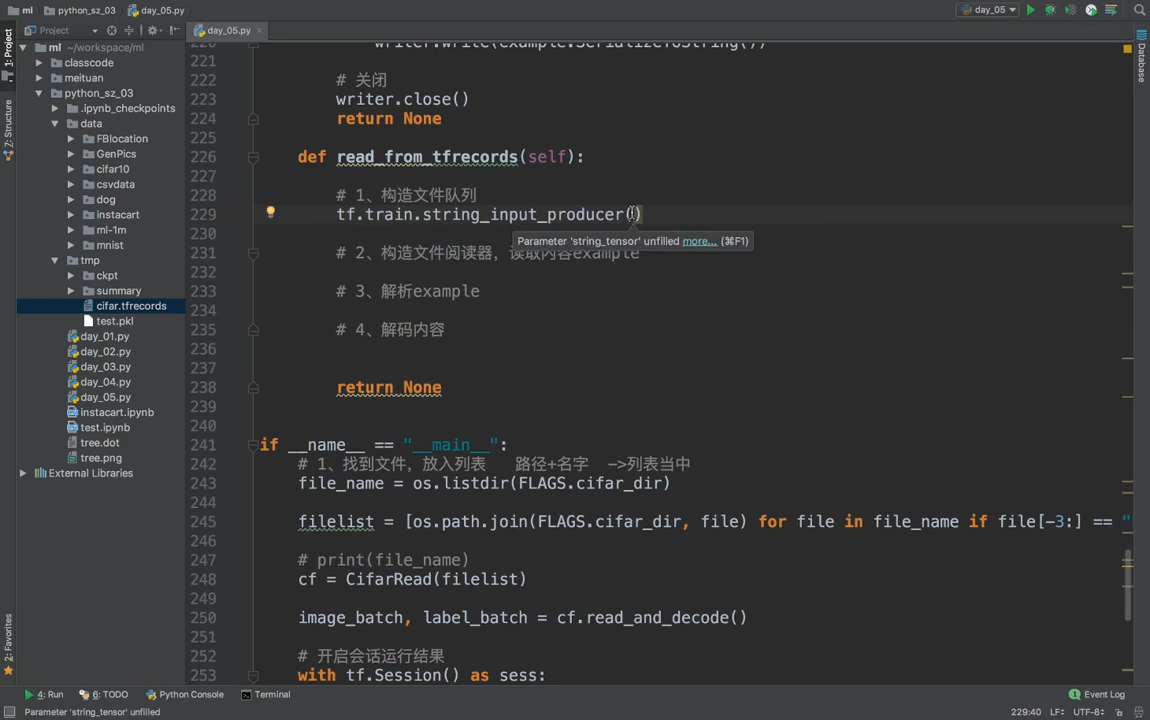 ml
python_sz_03
day_05.py
day_05
Project
day_05.py ×
1: Project
Z: Structure
2: Favorites
Database
ml ~/workspace/ml
classcode
meituan
python_sz_03
.ipynb_checkpoints
data
FBlocation
GenPics
cifar10
csvdata
dog
instacart
ml-1m
mnist
tmp
ckpt
summary
cifar.tfrecords
test.pkl
day_01.py
day_02.py
day_03.py
day_04.py
day_05.py
instacart.ipynb
test.ipynb
tree.dot
tree.png
External Libraries
220 writer.write(example.SerializeToString())
221
222 # 关闭
223 writer.close()
224 return None
225
226 def read_from_tfrecords(self):
227
228 # 1、构造文件队列
229 tf.train.string_input_producer()
230
Parameter 'string_tensor' unfilled more... (⌘F1)
231 # 2、构造文件阅读器，读取内容example
232
233 # 3、解析example
234
235 # 4、解码内容
236
237
238 return None
239
240
241 if __name__ == "__main__":
242 # 1、找到文件，放入列表 路径+名字 ->列表当中
243 file_name = os.listdir(FLAGS.cifar_dir)
244
245 filelist = [os.path.join(FLAGS.cifar_dir, file) for file in file_name if file[-3:] == "
246
247 # print(file_name)
248 cf = CifarRead(filelist)
249
250 image_batch, label_batch = cf.read_and_decode()
251
252 # 开启会话运行结果
253 with tf.Session() as sess:
4: Run
6: TODO
Python Console
Terminal
1 Event Log
Parameter 'string_tensor' unfilled
229:40 LF÷ UTF-8÷